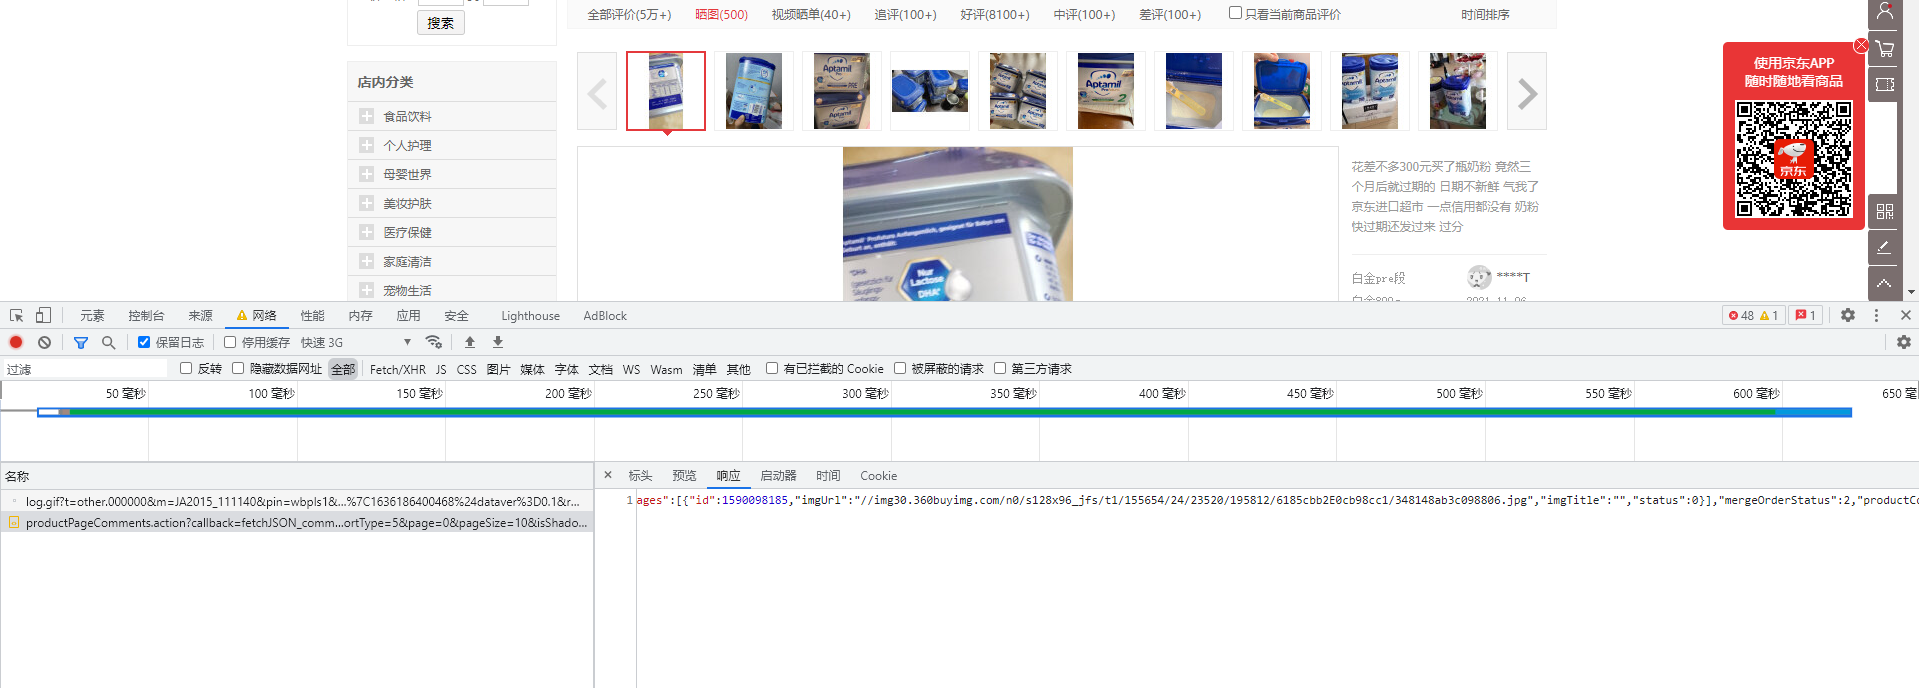 搜索
全部评价(5万+) 晒图(500) 视频晒单(40+) 追评(100+) 好评(8100+) 中评(100+) 差评(100+) 只看当前商品评价 时间排序
店内分类
食品饮料
个人护理
母婴世界
美妆护肤
医疗保健
家庭清洁
宠物生活
Aptamil
PRE
Aptamil
2
Nur
Lactose
DHA
花差不多300元买了瓶奶粉 竟然三
个月后就过期的 日期不新鲜 气我了
京东进口超市 一点信用都没有 奶粉
快过期还发过来 过分
白金pre段 ****T
使用京东APP
随时随地看商品
京东
元素 控制台 来源 网络 性能 内存 应用 安全 Lighthouse AdBlock 48 1 1
保留日志 停用缓存 快速 3G
过滤 反转 隐藏数据网址 全部 Fetch/XHR JS CSS 图片 媒体 字体 文档 WS Wasm 清单 其他 有已拦截的 Cookie 被屏蔽的请求 第三方请求
50 毫秒 100 毫秒 150 毫秒 200 毫秒 250 毫秒 300 毫秒 350 毫秒 400 毫秒 450 毫秒 500 毫秒 550 毫秒 600 毫秒 650 毫
名称
log.gif?t=other.000000&m=JA2015_111140&pin=wbpls1&...%7C1636186400468%24dataver%3D0.1&r...
productPageComments.action?callback=fetchJSON_comm...ortType=5&page=0&pageSize=10&isShado...
× 标头 预览 响应 启动器 时间 Cookie
1 ages":[{"id":1590098185,"imgUrl":"//img30.360buyimg.com/n0/s128x96_jfs/t1/155654/24/23520/195812/6185cbb2E0cb98cc1/348148ab3c098806.jpg","imgTitle":"","status":0}],"mergeOrderStatus":2,"productCo